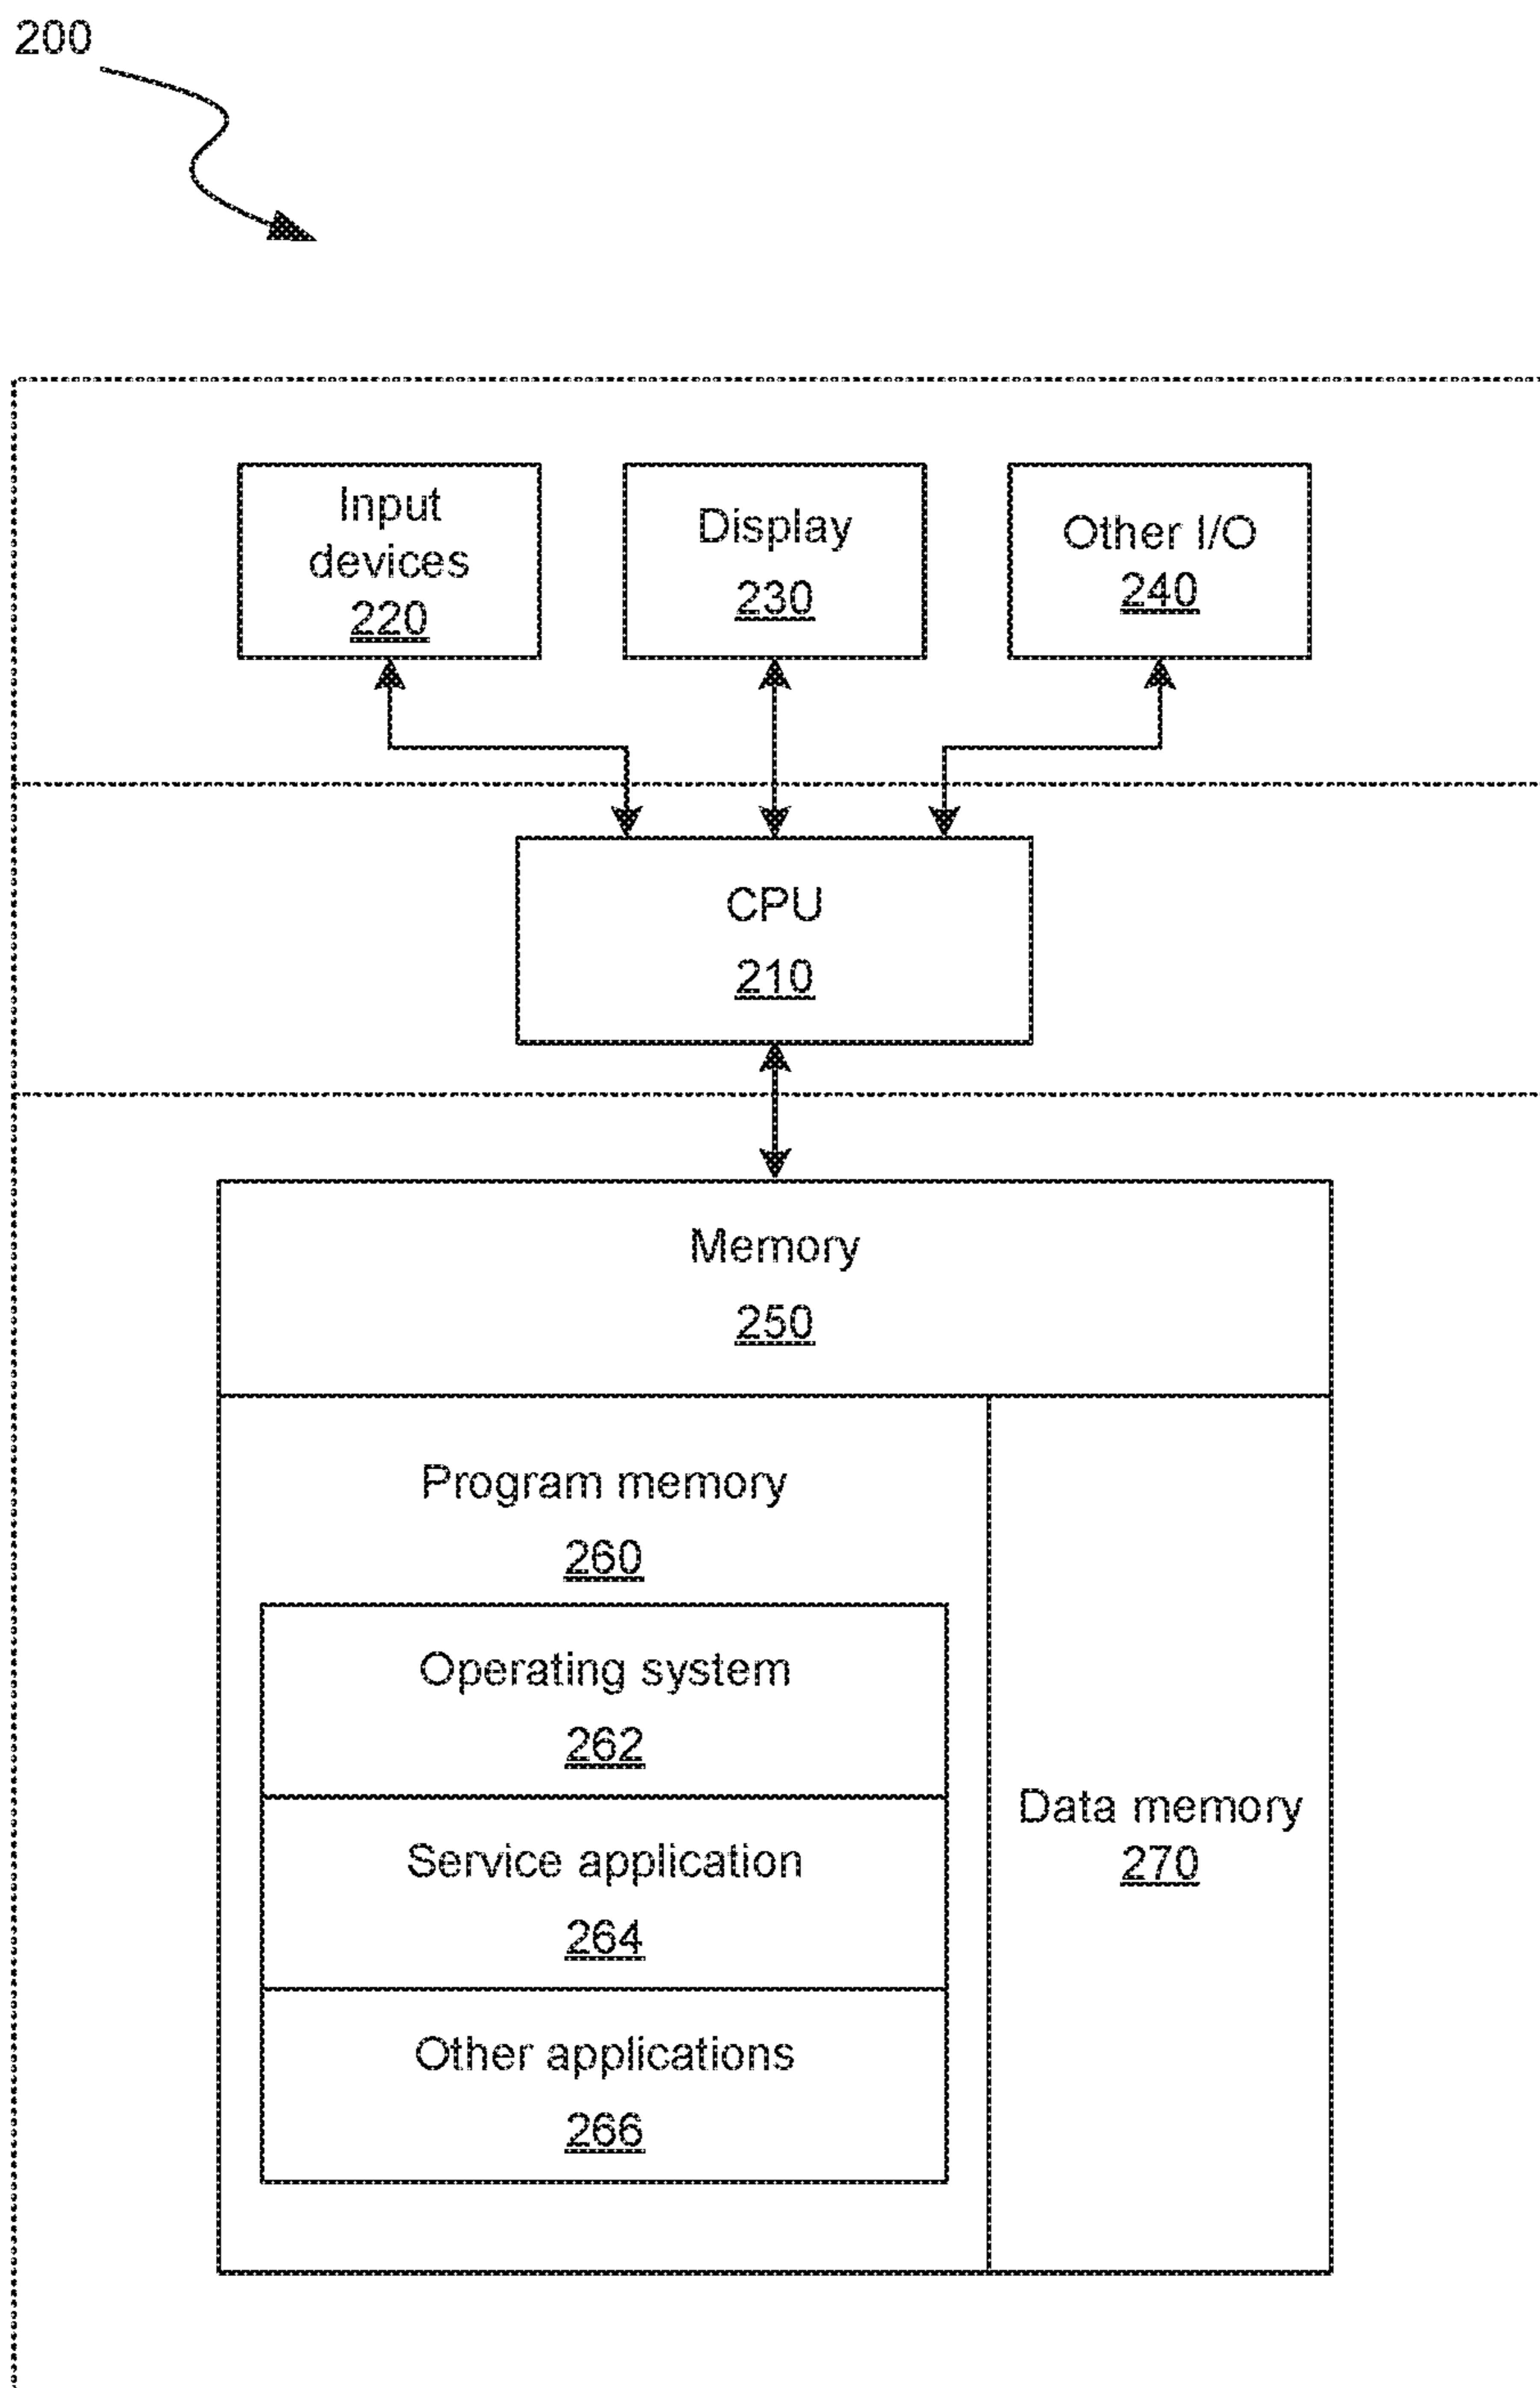 200
Input
devices
220
Display
230
Other I/O
240
CPU
210
Memory
250
Program memory
260
Operating system
262
Service application
264
Other applications
266
Data memory
270